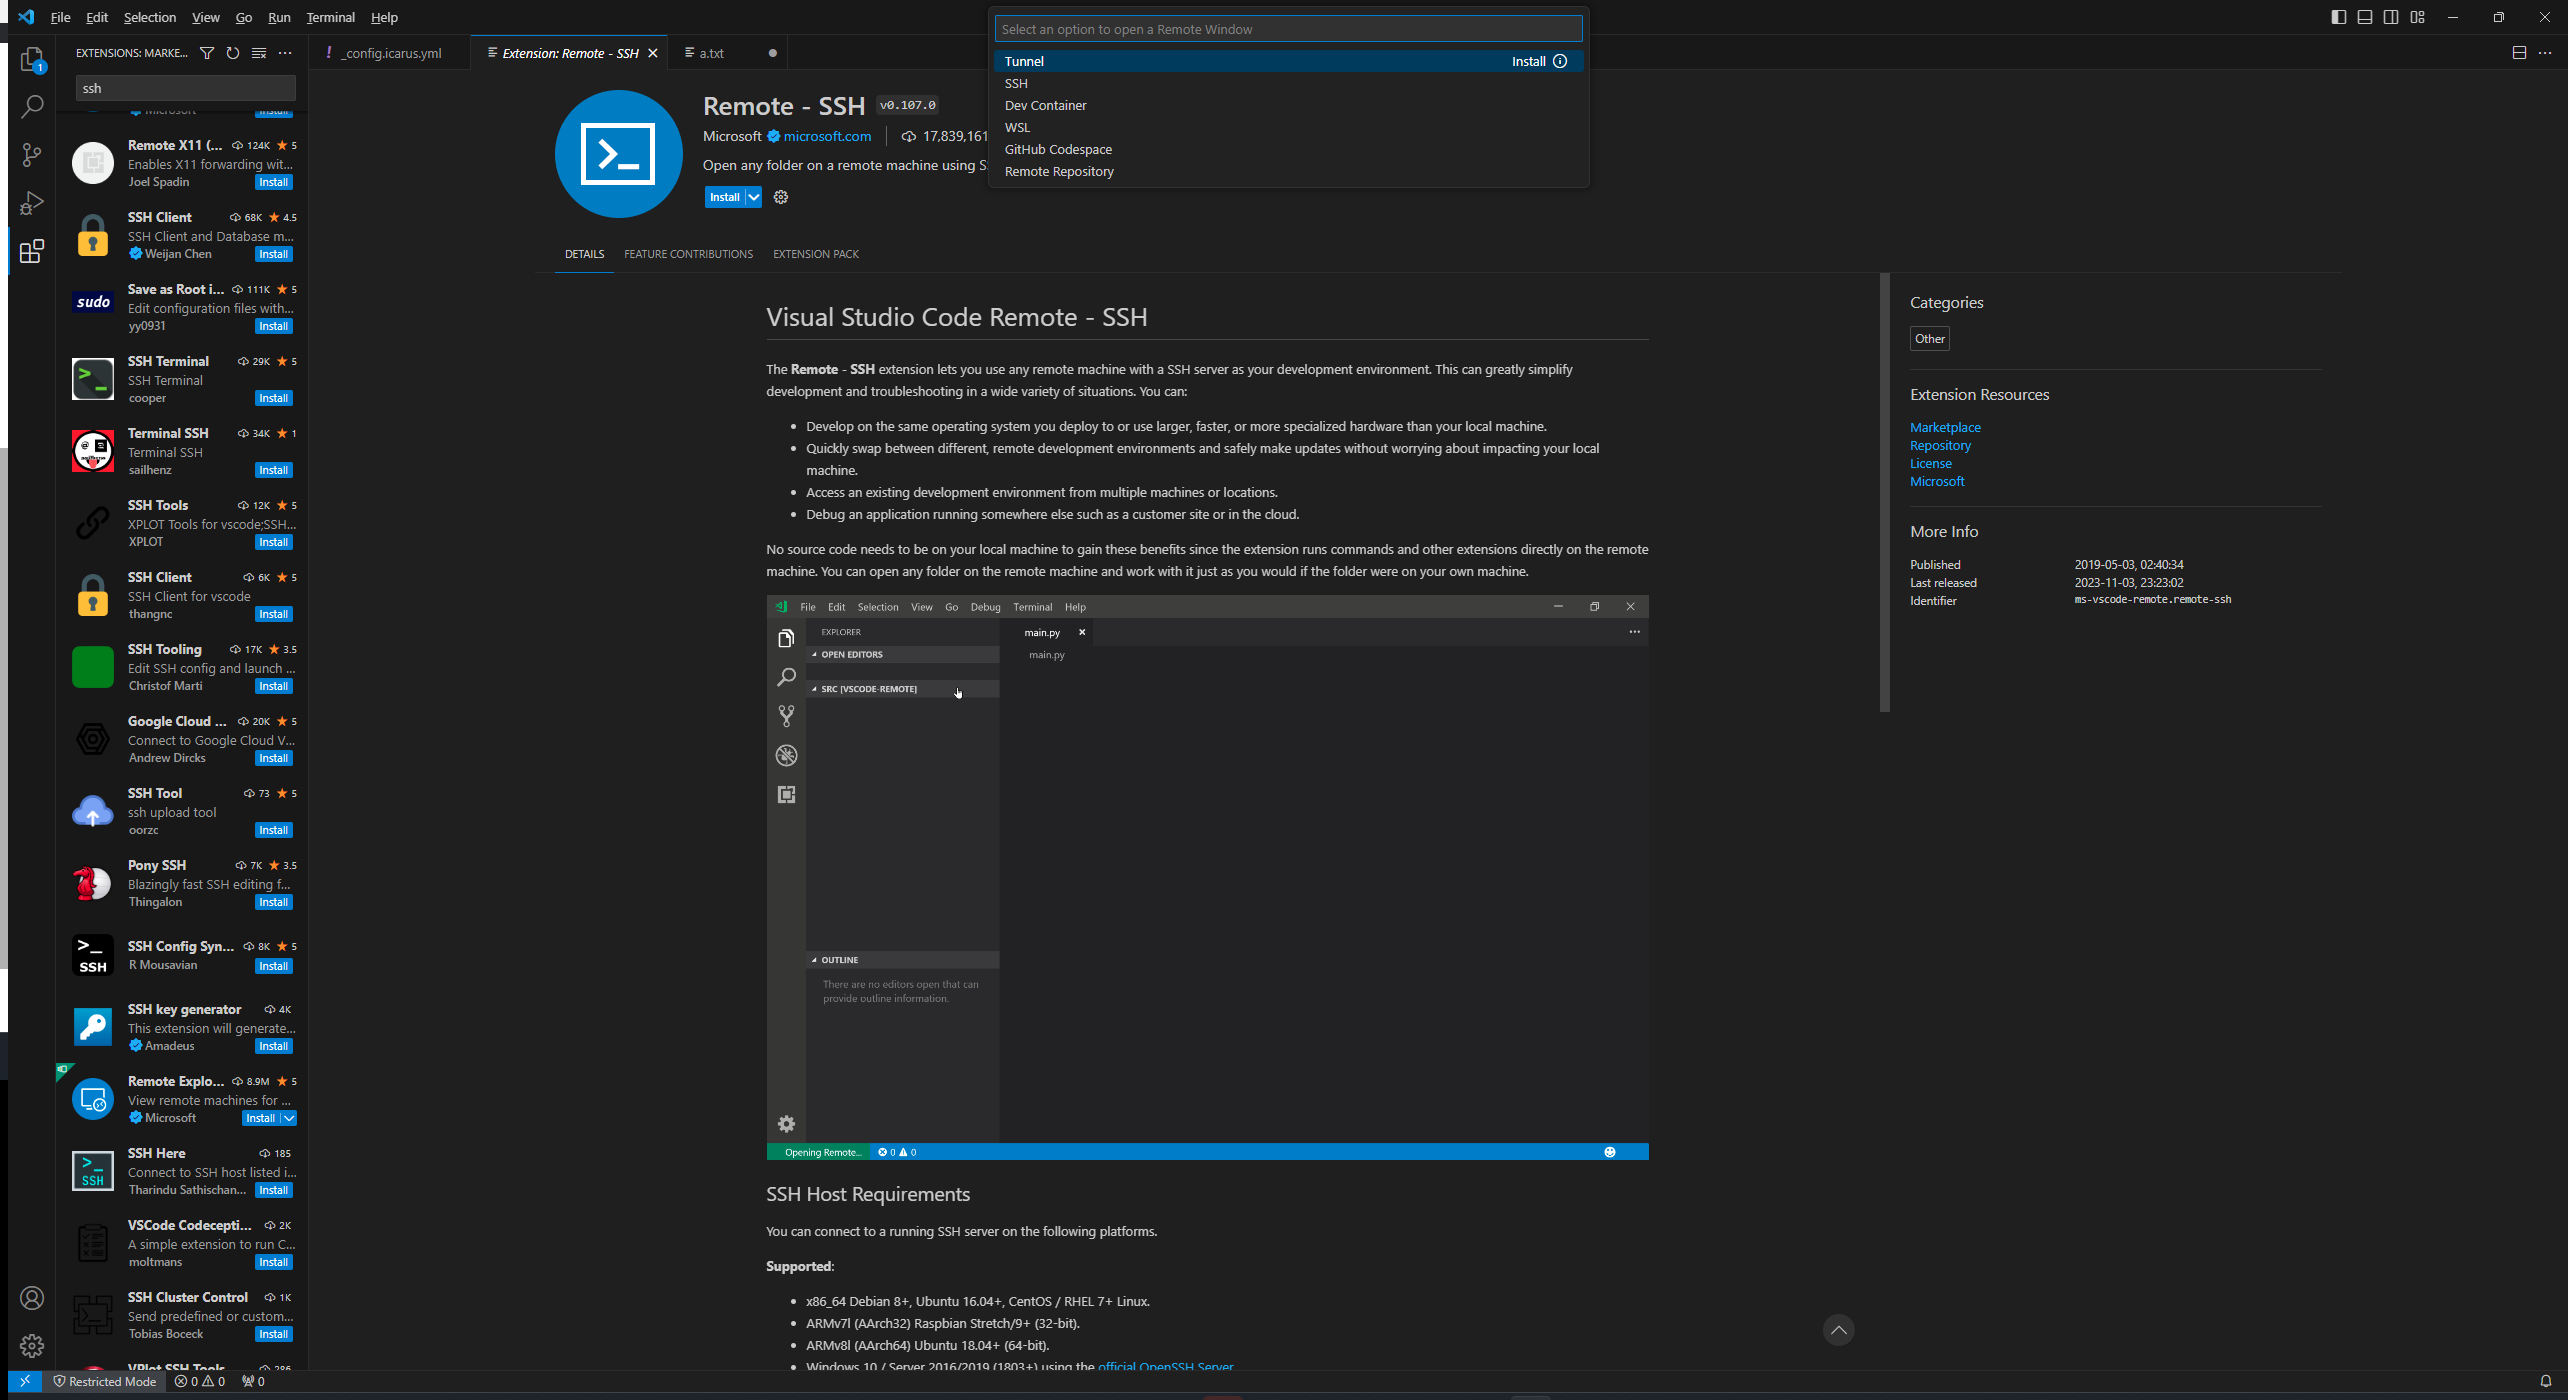 File Edit Selection View Go Run Terminal Help
Select an option to open a Remote Window
Tunnel Install
SSH
Dev Container
WSL
GitHub Codespace
Remote Repository
EXTENSIONS: MARKE...
ssh
_config.icarus.yml
Extension: Remote - SSH
a.txt
1
Microsoft Install
Remote X11 (... 124K 5
Enables X11 forwarding wit...
Joel Spadin Install
SSH Client 68K 4.5
SSH Client and Database m...
Weijan Chen Install
sudo
Save as Root i... 111K 5
Edit configuration files with...
yy0931 Install
SSH Terminal 29K 5
SSH Terminal
cooper Install
Terminal SSH 34K 1
Terminal SSH
sailhenz Install
SSH Tools 12K 5
XPLOT Tools for vscode;SSH...
XPLOT Install
SSH Client 6K 5
SSH Client for vscode
thangnc Install
SSH Tooling 17K 3.5
Edit SSH config and launch ...
Christof Marti Install
Google Cloud ... 20K 5
Connect to Google Cloud V...
Andrew Dircks Install
SSH Tool 73 5
ssh upload tool
oorzc Install
Pony SSH 7K 3.5
Blazingly fast SSH editing f...
Thingalon Install
SSH
SSH Config Syn... 8K 5
R Mousavian Install
SSH key generator 4K
This extension will generate...
Amadeus Install
Remote Explo... 8.9M 5
View remote machines for ...
Microsoft Install
SSH
SSH Here 185
Connect to SSH host listed i...
Tharindu Sathischan... Install
VSCode Codecepti... 2K
A simple extension to run C...
moltmans Install
SSH Cluster Control 1K
Send predefined or custom...
Tobias Boceck Install
VPlot SSH Tools 286
Remote - SSH v0.107.0
Microsoft microsoft.com 17,839,161
Open any folder on a remote machine using S
Install
DETAILS FEATURE CONTRIBUTIONS EXTENSION PACK
Visual Studio Code Remote - SSH
The Remote - SSH extension lets you use any remote machine with a SSH server as your development environment. This can greatly simplify
development and troubleshooting in a wide variety of situations. You can:
• Develop on the same operating system you deploy to or use larger, faster, or more specialized hardware than your local machine.
• Quickly swap between different, remote development environments and safely make updates without worrying about impacting your local
machine.
• Access an existing development environment from multiple machines or locations.
• Debug an application running somewhere else such as a customer site or in the cloud.
No source code needs to be on your local machine to gain these benefits since the extension runs commands and other extensions directly on the remote
machine. You can open any folder on the remote machine and work with it just as you would if the folder were on your own machine.
File Edit Selection View Go Debug Terminal Help
EXPLORER
main.py
OPEN EDITORS
main.py
SRC [VSCODE-REMOTE]
OUTLINE
There are no editors open that can
provide outline information.
Opening Remote... 0 0
SSH Host Requirements
You can connect to a running SSH server on the following platforms.
Supported:
• x86_64 Debian 8+, Ubuntu 16.04+, CentOS / RHEL 7+ Linux.
• ARMv7l (AArch32) Raspbian Stretch/9+ (32-bit).
• ARMv8l (AArch64) Ubuntu 18.04+ (64-bit).
• Windows 10 / Server 2016/2019 (1803+) using the official OpenSSH Server
Categories
Other
Extension Resources
Marketplace
Repository
License
Microsoft
More Info
Published 2019-05-03, 02:40:34
Last released 2023-11-03, 23:23:02
Identifier ms-vscode-remote.remote-ssh
Restricted Mode 0 0 0